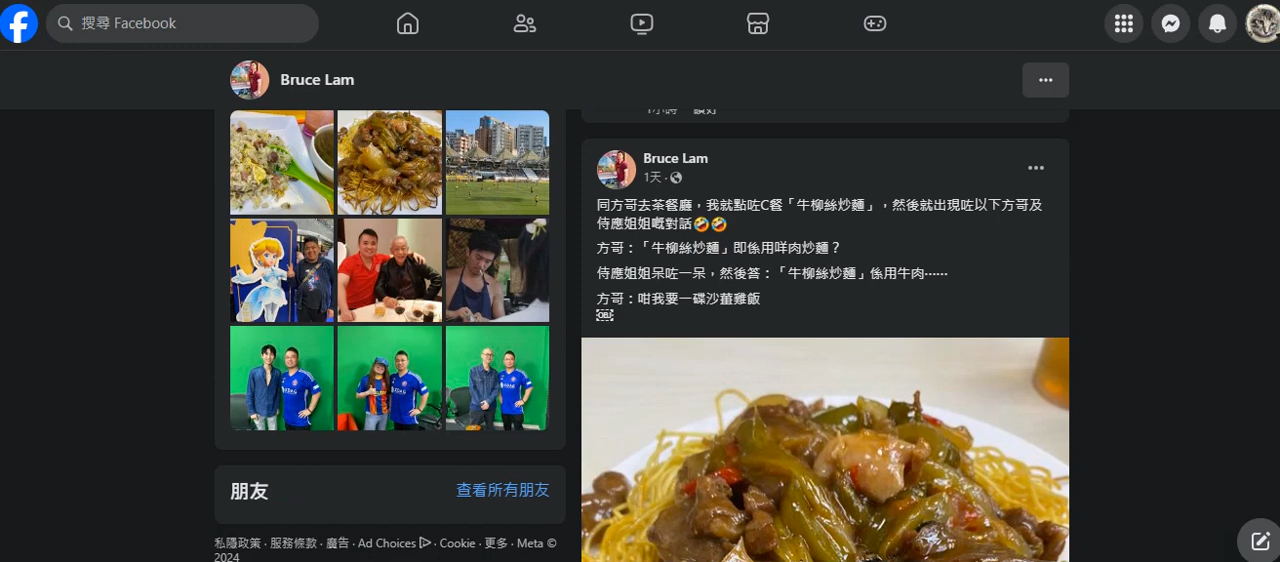 搜尋 Facebook
Bruce Lam
1小時 讚好
Bruce Lam
1天 ·
同方哥去茶餐廳，我就點咗C餐「牛柳絲炒麵」，然後就出現咗以下方哥及
侍應姐姐嘅對話🤣🤣
方哥：「牛柳絲炒麵」即係用咩肉炒麵？
侍應姐姐呆咗一呆，然後答：「牛柳絲炒麵」係用牛肉⋯⋯
方哥：咁我要一碟沙薑雞飯
OBJ
朋友
查看所有朋友
私隱政策 · 服務條款 · 廣告 · Ad Choices · Cookie · 更多 · Meta ©
2024